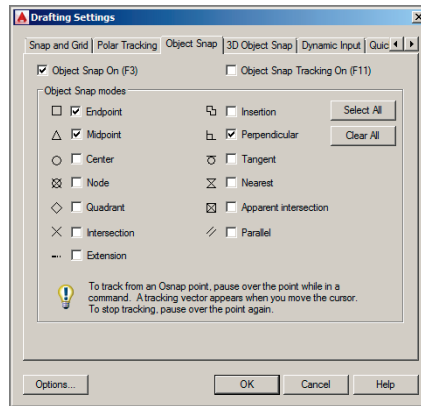 Drafting Settings
Snap and Grid Polar Tracking Object Snap 3D Object Snap Dynamic Input Quic
Object Snap On (F3) Object Snap Tracking On (F11)
Object Snap modes
Endpoint Insertion Select All
Midpoint Perpendicular Clear All
Center Tangent
Node Nearest
Quadrant Apparent intersection
Intersection Parallel
Extension
To track from an Osnap point, pause over the point while in a
command. A tracking vector appears when you move the cursor.
To stop tracking, pause over the point again.
Options... OK Cancel Help